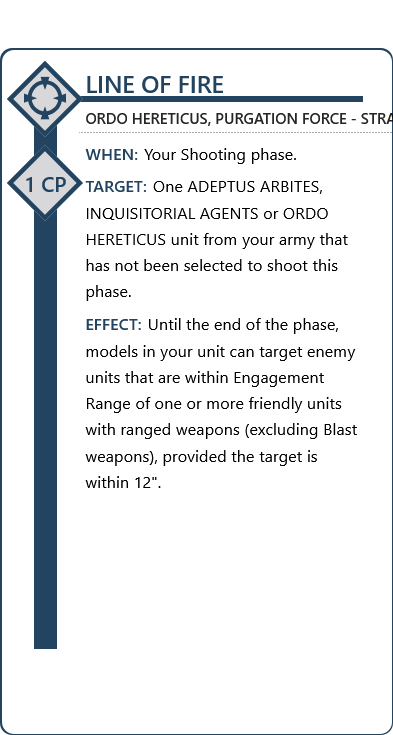 LINE OF FIRE
ORDO HERETICUS, PURGATION FORCE - STRA
WHEN: Your Shooting phase.
1 CP
TARGET: One ADEPTUS ARBITES,
INQUISITORIAL AGENTS or ORDO
HERETICUS unit from your army that
has not been selected to shoot this
phase.
EFFECT: Until the end of the phase,
models in your unit can target enemy
units that are within Engagement
Range of one or more friendly units
with ranged weapons (excluding Blast
weapons), provided the target is
within 12".